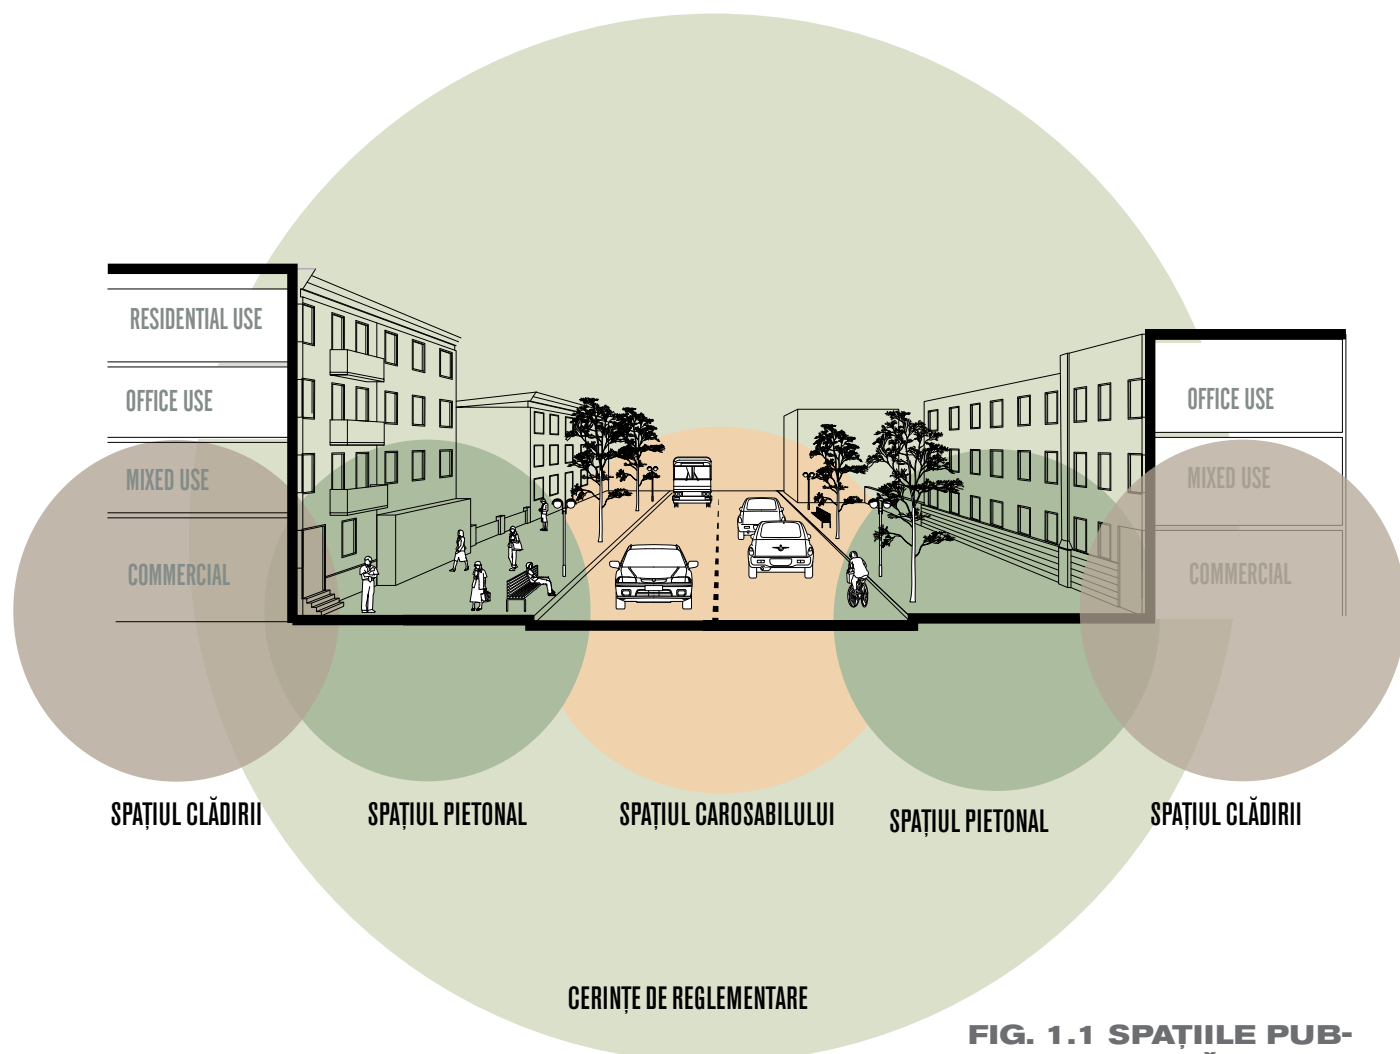 RESIDENTIAL USE
OFFICE USE
MIXED USE
COMMERCIAL
OFFICE USE
MIXED USE
COMMERCIAL
SPAȚIUL CLĂDIRII
SPAȚIUL PIETONAL
SPAȚIUL CAROSABILULUI
SPAȚIUL PIETONAL
SPAȚIUL CLĂDIRII
CERINȚE DE REGLEMENTARE
FIG. 1.1 SPAȚIILE PUB-